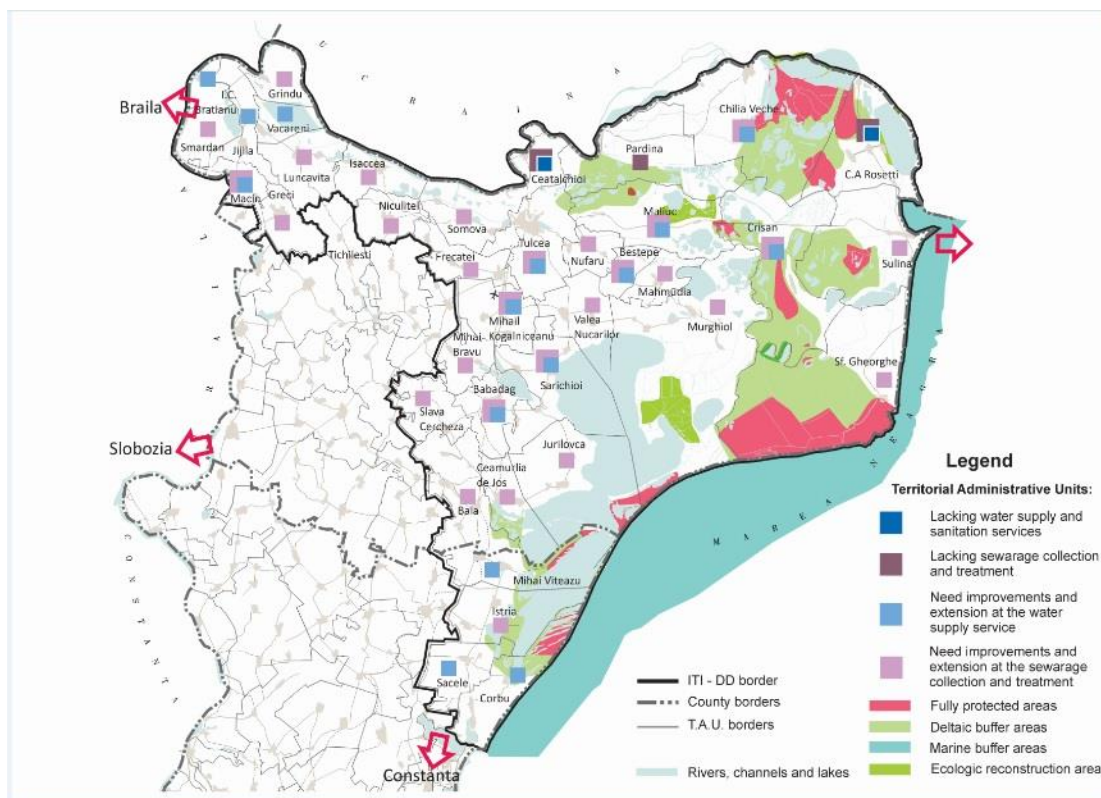 UCRAINA
Braila
I.C.
Bratianu
Grindu
Vacareni
Smardan
Jijila
Luncavita
Isaccea
Macin
Greci
Niculitel
Tichilesti
Somova
Frecatei
Ceatalchioi
Pardina
Chilia Veche
C.A Rosetti
Maliuc
Crisan
Tulcea
Nufaru
Bestepe
Mahmudia
Sulina
Mihail
Kogalniceanu
Valea
Nucarilor
Murghiol
Mihai-
Bravu
Sarichioi
Sf. Gheorghe
Babadag
Slava
Cercheza
Jurilovca
Ceamurlia
de Jos
Baia
Slobozia
Mihai Viteazu
Istria
Sacele
Corbu
Constanta
CONSTANTA
MAREA NEAGRA
Legend
Territorial Administrative Units:
Lacking water supply and
sanitation services
Lacking sewarage collection
and treatment
Need improvements and
extension at the water
supply service
Need improvements and
extension at the sewarage
collection and treatment
Fully protected areas
Deltaic buffer areas
Marine buffer areas
Ecologic reconstruction area
ITI - DD border
County borders
T.A.U. borders
Rivers, channels and lakes